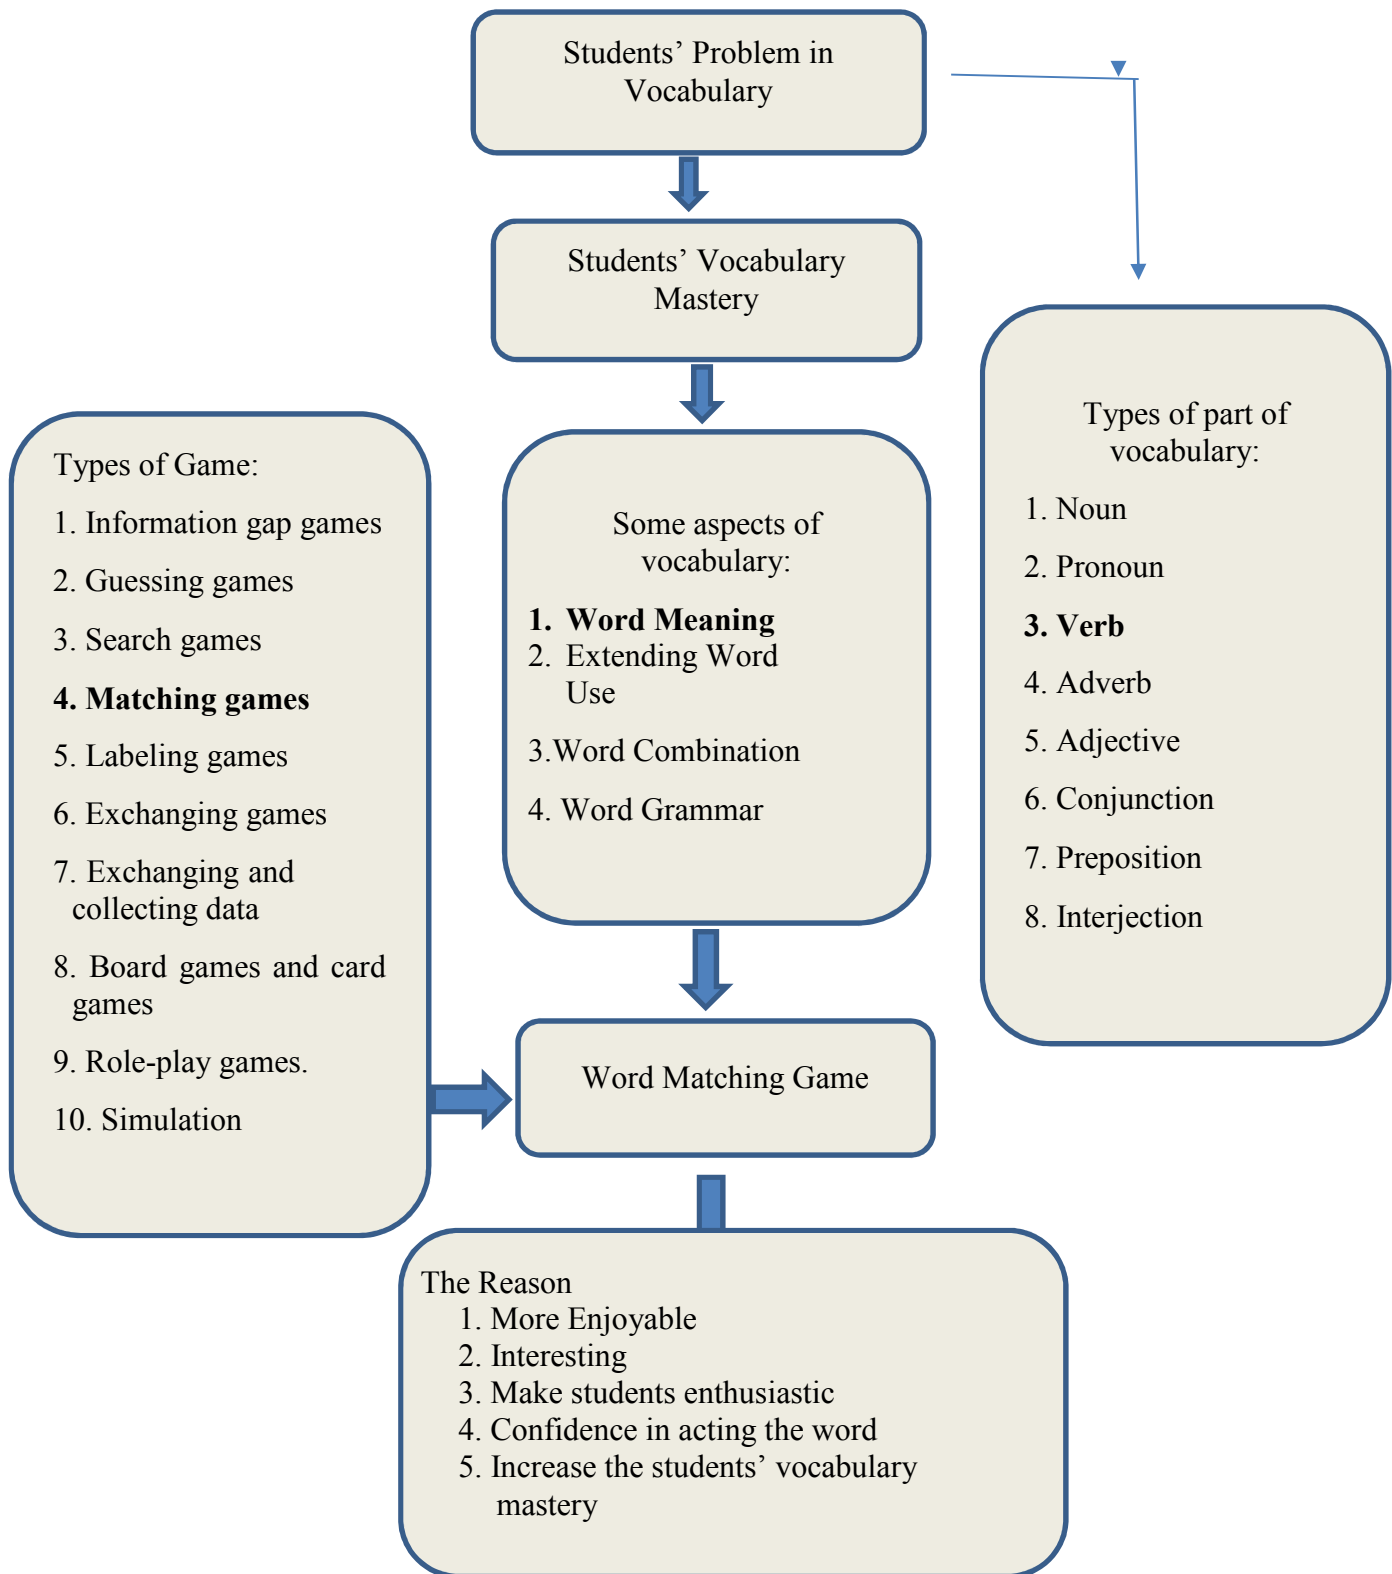 Students’ Problem in
Vocabulary
Students’ Vocabulary
Mastery
Types of Game:
1. Information gap games
2. Guessing games
3. Search games
4. Matching games
5. Labeling games
6. Exchanging games
7. Exchanging and
collecting data
8. Board games and card
games
9. Role-play games.
10. Simulation
Some aspects of
vocabulary:
1. Word Meaning
2. Extending Word
Use
3.Word Combination
4. Word Grammar
Types of part of
vocabulary:
1. Noun
2. Pronoun
3. Verb
4. Adverb
5. Adjective
6. Conjunction
7. Preposition
8. Interjection
Word Matching Game
The Reason
1. More Enjoyable
2. Interesting
3. Make students enthusiastic
4. Confidence in acting the word
5. Increase the students’ vocabulary
mastery